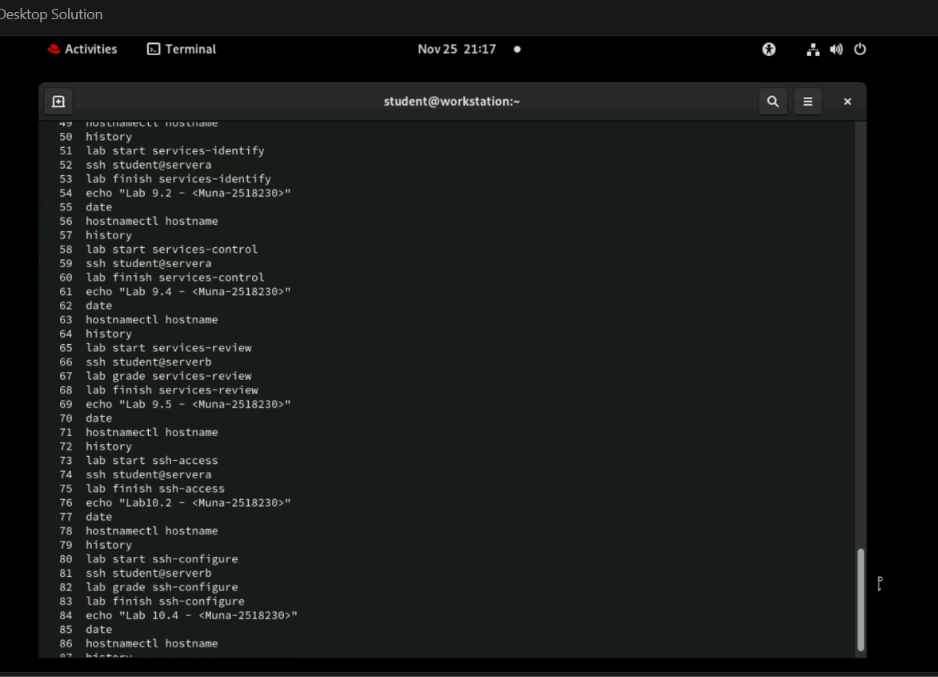 Desktop Solution
Activities Terminal Nov 25 21:17
student@workstation:~
49 hostnamectl hostname
50 history
51 lab start services-identify
52 ssh student@servera
53 lab finish services-identify
54 echo "Lab 9.2 - <Muna-2518230>"
55 date
56 hostnamectl hostname
57 history
58 lab start services-control
59 ssh student@servera
60 lab finish services-control
61 echo "Lab 9.4 - <Muna-2518230>"
62 date
63 hostnamectl hostname
64 history
65 lab start services-review
66 ssh student@serverb
67 lab grade services-review
68 lab finish services-review
69 echo "Lab 9.5 - <Muna-2518230>"
70 date
71 hostnamectl hostname
72 history
73 lab start ssh-access
74 ssh student@servera
75 lab finish ssh-access
76 echo "Lab10.2 - <Muna-2518230>"
77 date
78 hostnamectl hostname
79 history
80 lab start ssh-configure
81 ssh student@serverb
82 lab grade ssh-configure
83 lab finish ssh-configure
84 echo "Lab 10.4 - <Muna-2518230>"
85 date
86 hostnamectl hostname
87 history